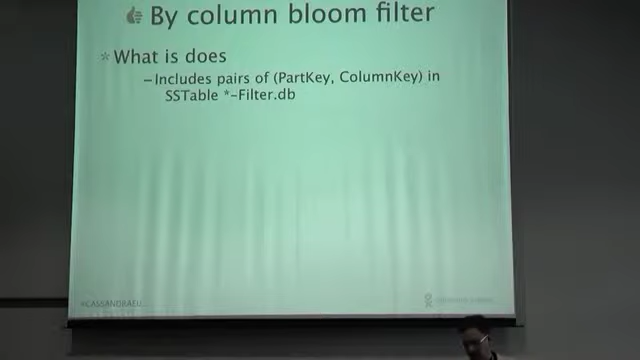 By column bloom filter
* What is does
– Includes pairs of (PartKey, ColumnKey) in
SSTable *-Filter.db
#CASSANDRAEU